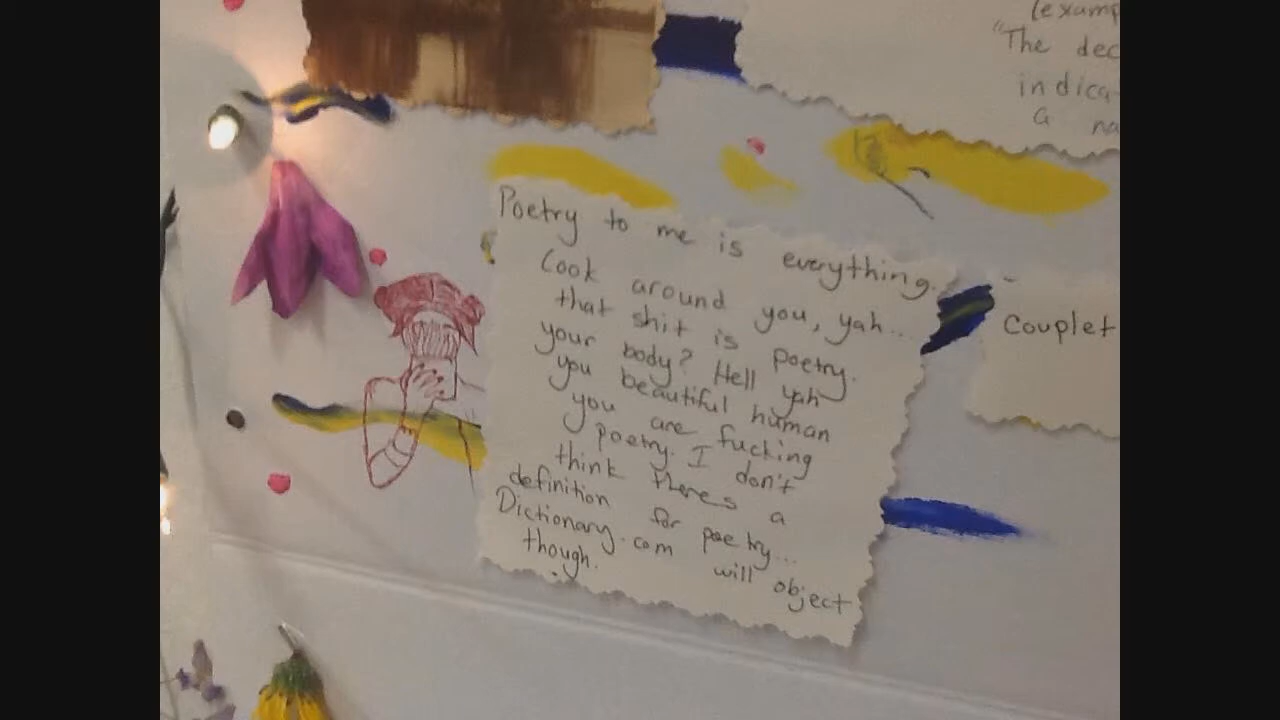 (examp
"The dec
indica-
a na
Poetry to me is everything.
Look around you, yah...
that shit is poetry.
your body? Hell yah
you beautiful human
you are fucking
poetry. I don't
think there's a
definition for poetry...
Dictionary.com will object
though.
Couplet